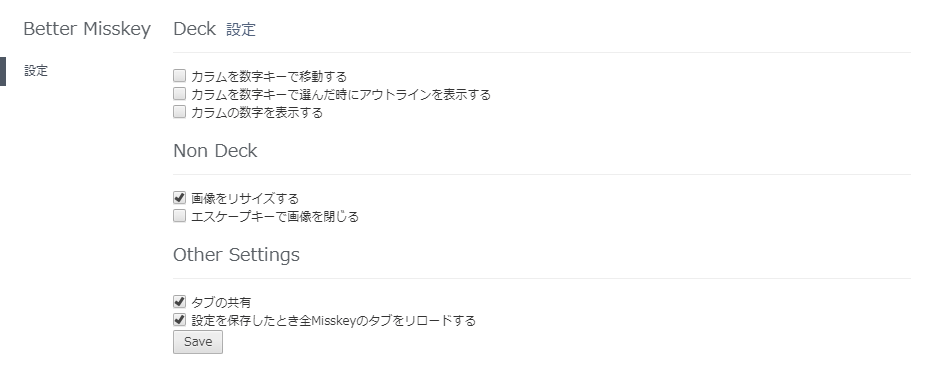 Better Misskey
設定
Deck 設定
カラムを数字キーで移動する
カラムを数字キーで選んだ時にアウトラインを表示する
カラムの数字を表示する
Non Deck
画像をリサイズする
エスケープキーで画像を閉じる
Other Settings
タブの共有
設定を保存したとき全Misskeyのタブをリロードする
Save